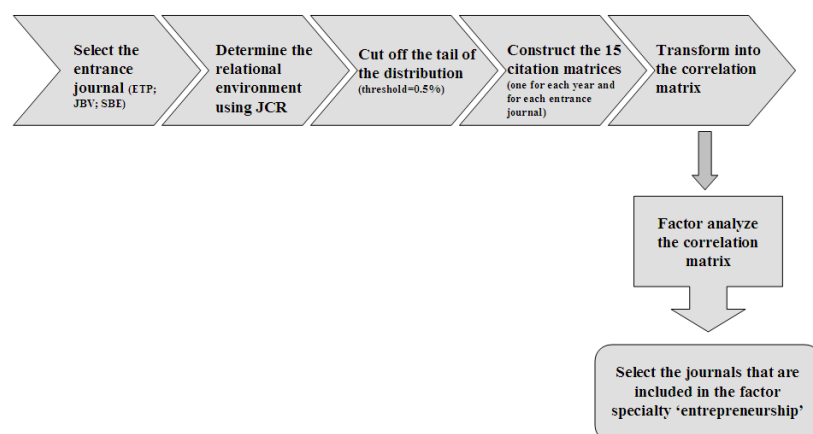 Select the
entrance
journal (ETP;
JBV; SBE)
Determine the
relational
environment
using JCR
Cut off the tail of
the distribution
(threshold=0.5%)
Construct the 15
citation matrices
(one for each year and
for each entrance
journal)
Transform into
the correlation
matrix
Factor analyze
the correlation
matrix
Select the journals that are
included in the factor
specialty ‘entrepreneurship’